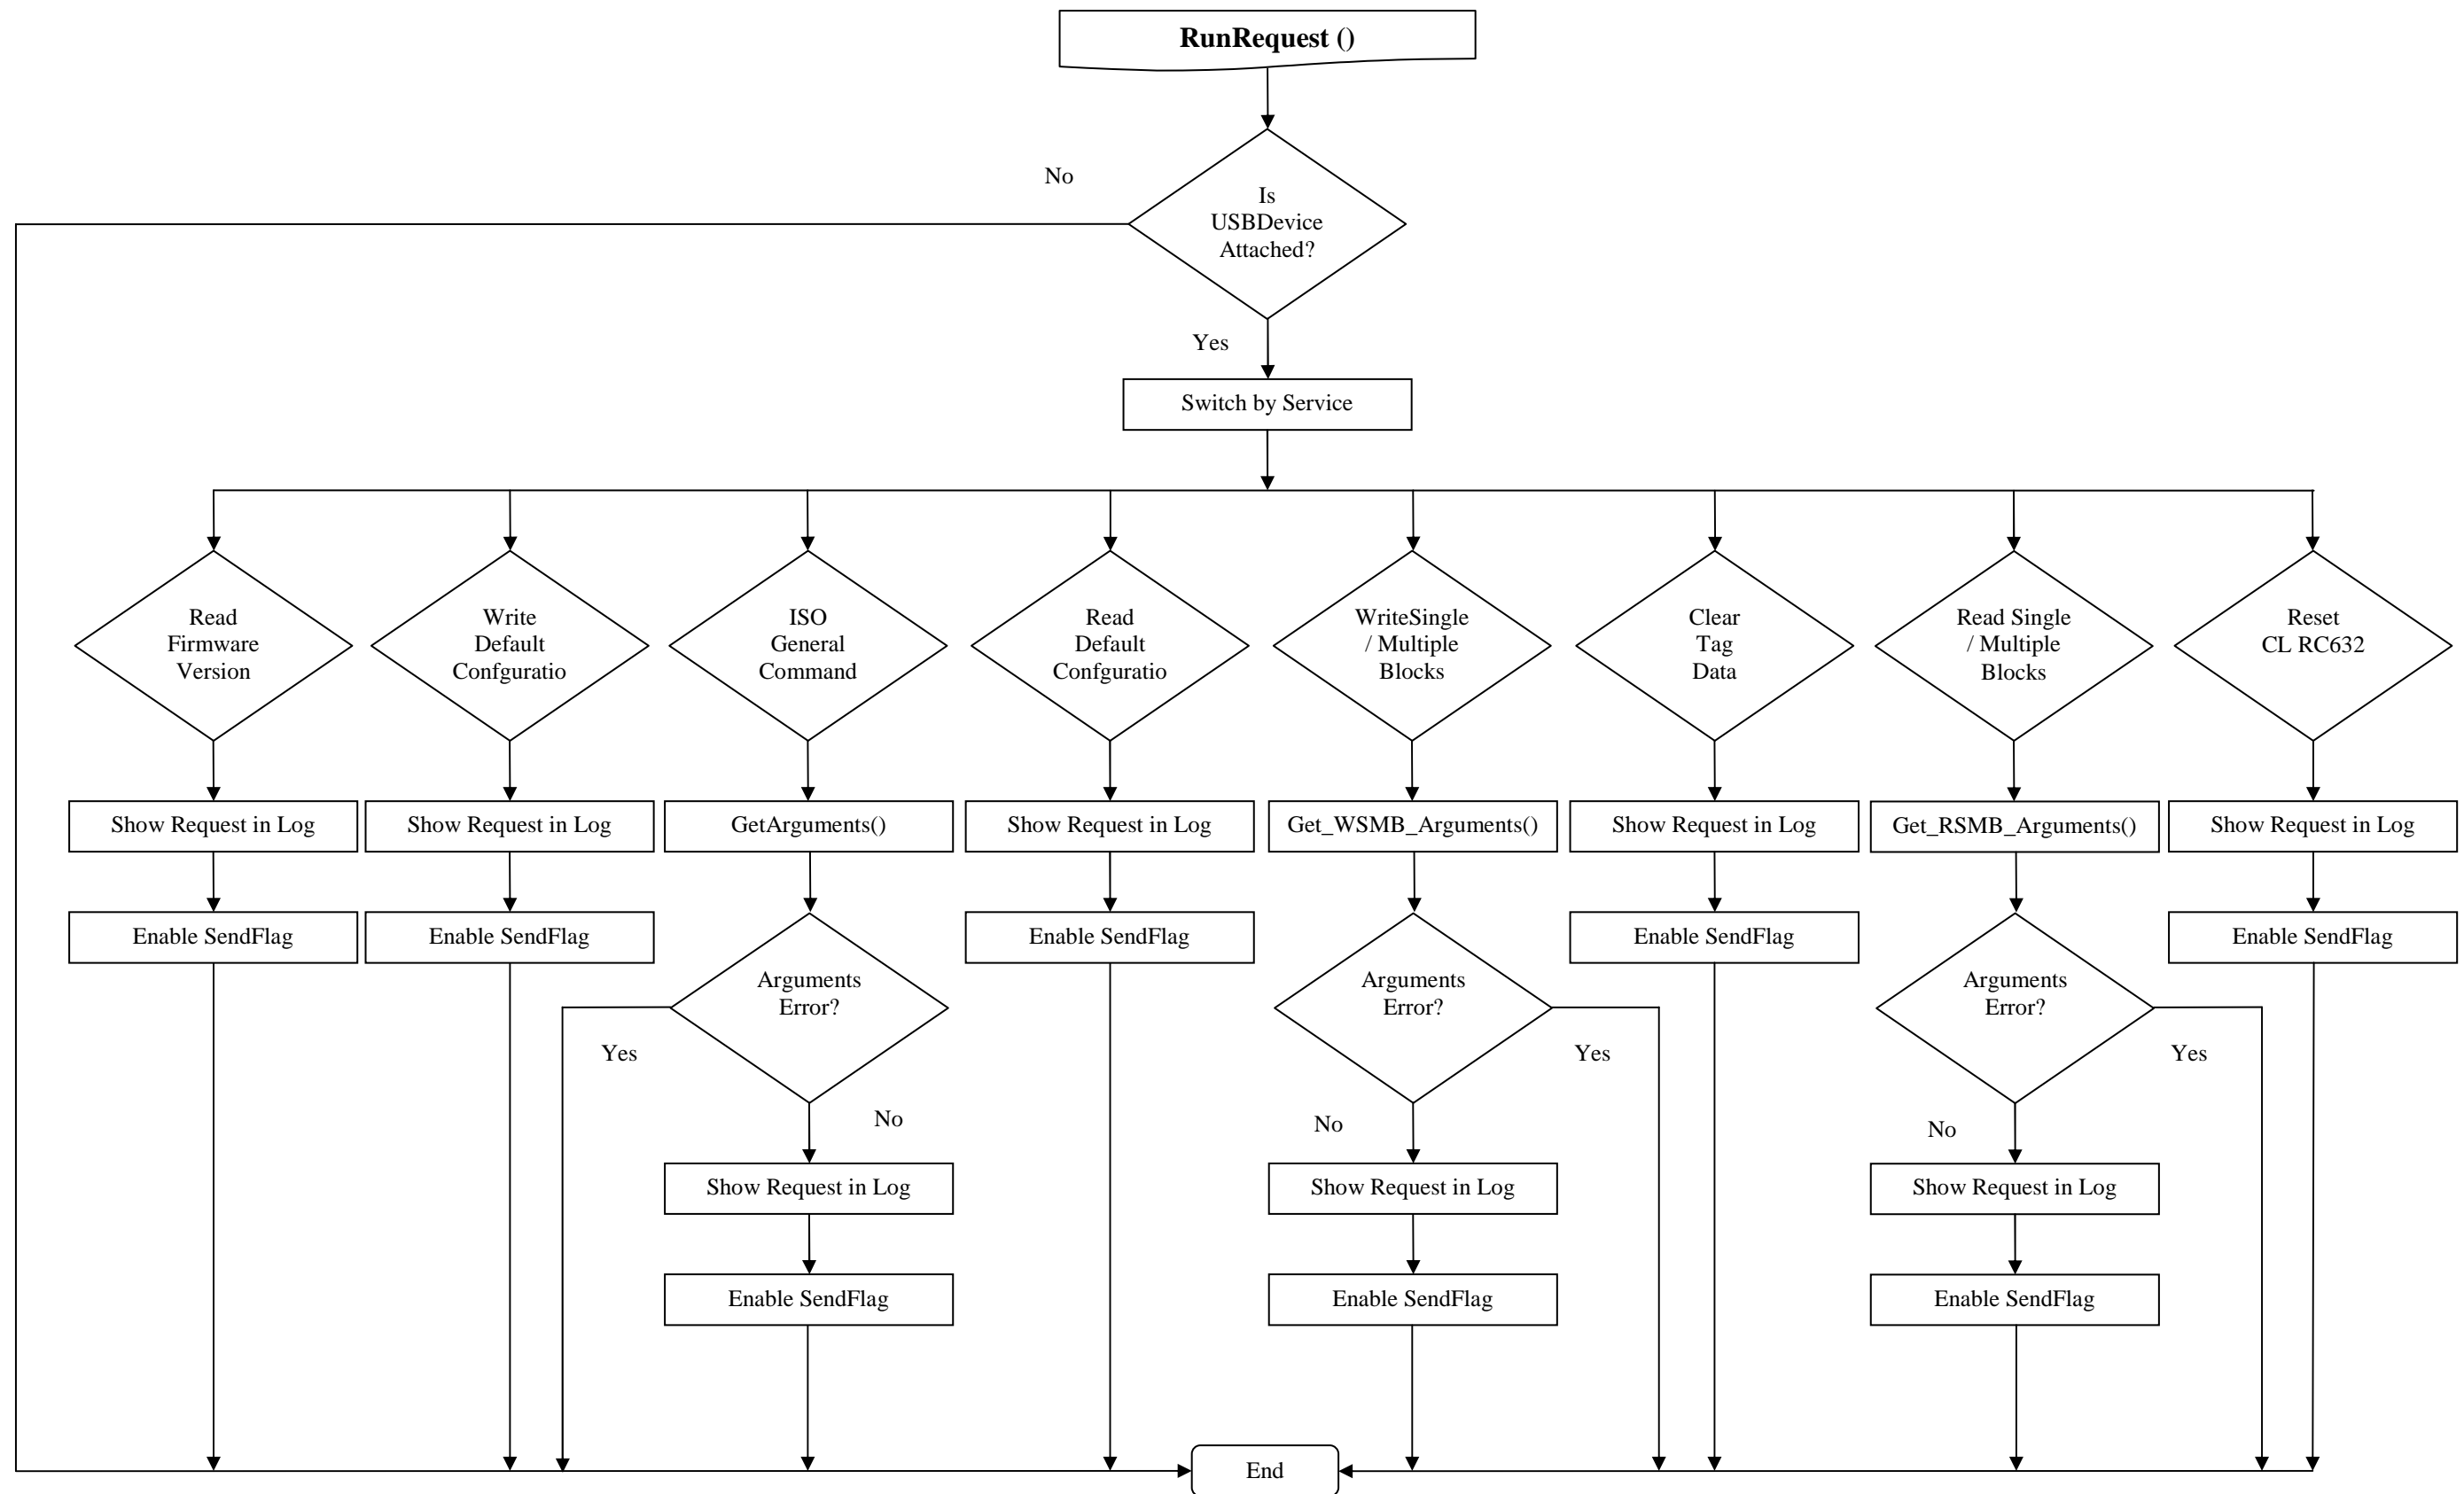 RunRequest ()
No
Is
USBDevice
Attached?
Yes
Switch by Service
Read
Firmware
Version
Write
Default
Confguratio
ISO
General
Command
Read
Default
Confguratio
WriteSingle
/ Multiple
Blocks
Clear
Tag
Data
Read Single
/ Multiple
Blocks
Reset
CL RC632
Show Request in Log
Show Request in Log
GetArguments()
Show Request in Log
Get_WSMB_Arguments()
Show Request in Log
Get_RSMB_Arguments()
Show Request in Log
Enable SendFlag
Enable SendFlag
Arguments
Error?
Enable SendFlag
Arguments
Error?
Enable SendFlag
Arguments
Error?
Enable SendFlag
Yes
Yes
Yes
No
No
No
Show Request in Log
Show Request in Log
Show Request in Log
Enable SendFlag
Enable SendFlag
Enable SendFlag
End